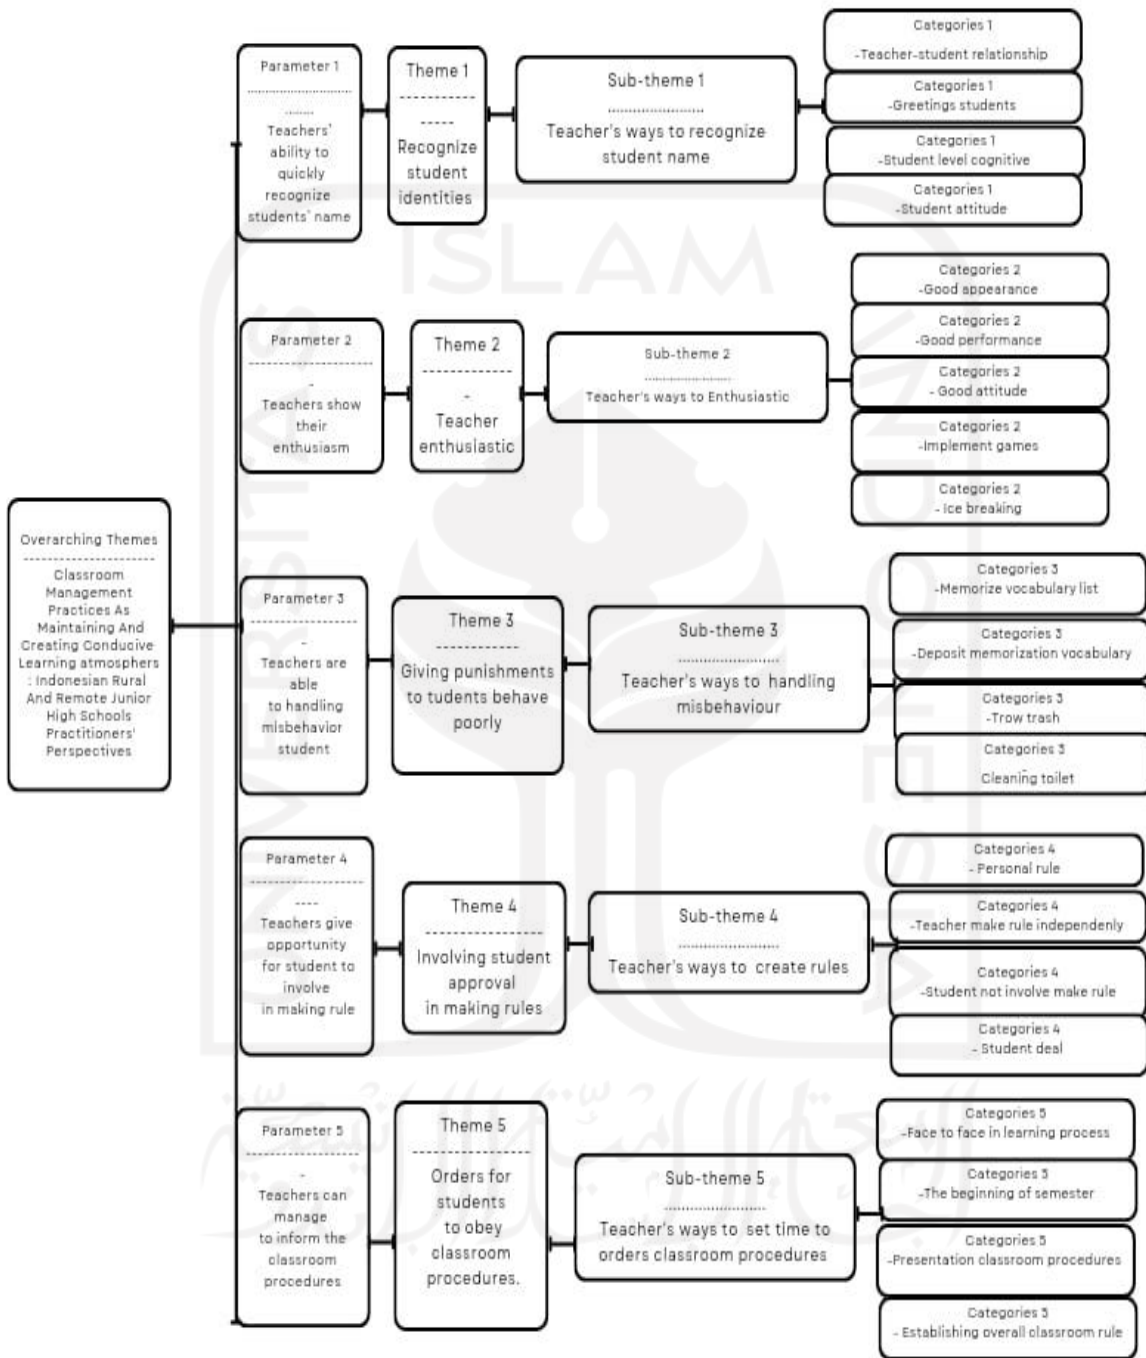 Overarching Themes
Classroom
Management
Practices As
Maintaining And
Creating Conducive
Learning atmosphers
: Indonesian Rural
And Remote Junior
High Schools
Practitioners'
Perspectives
Parameter 1
Teachers'
ability to
quickly
recognize
students' name
Theme 1
Recognize
student
identities
Sub-theme 1
Teacher's ways to recognize
student name
Categories 1
-Teacher-student relationship
Categories 1
-Greetings students
Categories 1
-Student level cognitive
Categories 1
-Student attitude
Parameter 2
-
Teachers show
their
enthusiasm
Theme 2
-
Teacher
enthusiastic
Sub-theme 2
Teacher's ways to Enthusiastic
Categories 2
-Good appearance
Categories 2
-Good performance
Categories 2
- Good attitude
Categories 2
-Implement games
Categories 2
- Ice breaking
Parameter 3
-
Teachers are
able
to handling
misbehavior
student
Theme 3
Giving punishments
to tudents behave
poorly
Sub-theme 3
Teacher's ways to handling
misbehaviour
Categories 3
-Memorize vocabulary list
Categories 3
-Deposit memorization vocabulary
Categories 3
-Trow trash
Categories 3
-
Cleaning toilet
Parameter 4
Teachers give
opportunity
for student to
involve
in making rule
Theme 4
Involving student
approval
in making rules
Sub-theme 4
Teacher's ways to create rules
Categories 4
- Personal rule
Categories 4
-Teacher make rule independenly
Categories 4
-Student not involve make rule
Categories 4
- Student deal
Parameter 5
-
Teachers can
manage
to inform the
classroom
procedures
Theme 5
Orders for
students
to obey
classroom
procedures.
Sub-theme 5
Teacher's ways to set time to
orders classroom procedures
Categories 5
-Face to face in learning process
Categories 5
-The beginning of semester
Categories 5
-Presentation classroom procedures
Categories 5
- Establishing overall classroom rule
UNIVERSITAS
ISLAM
INDONESIA